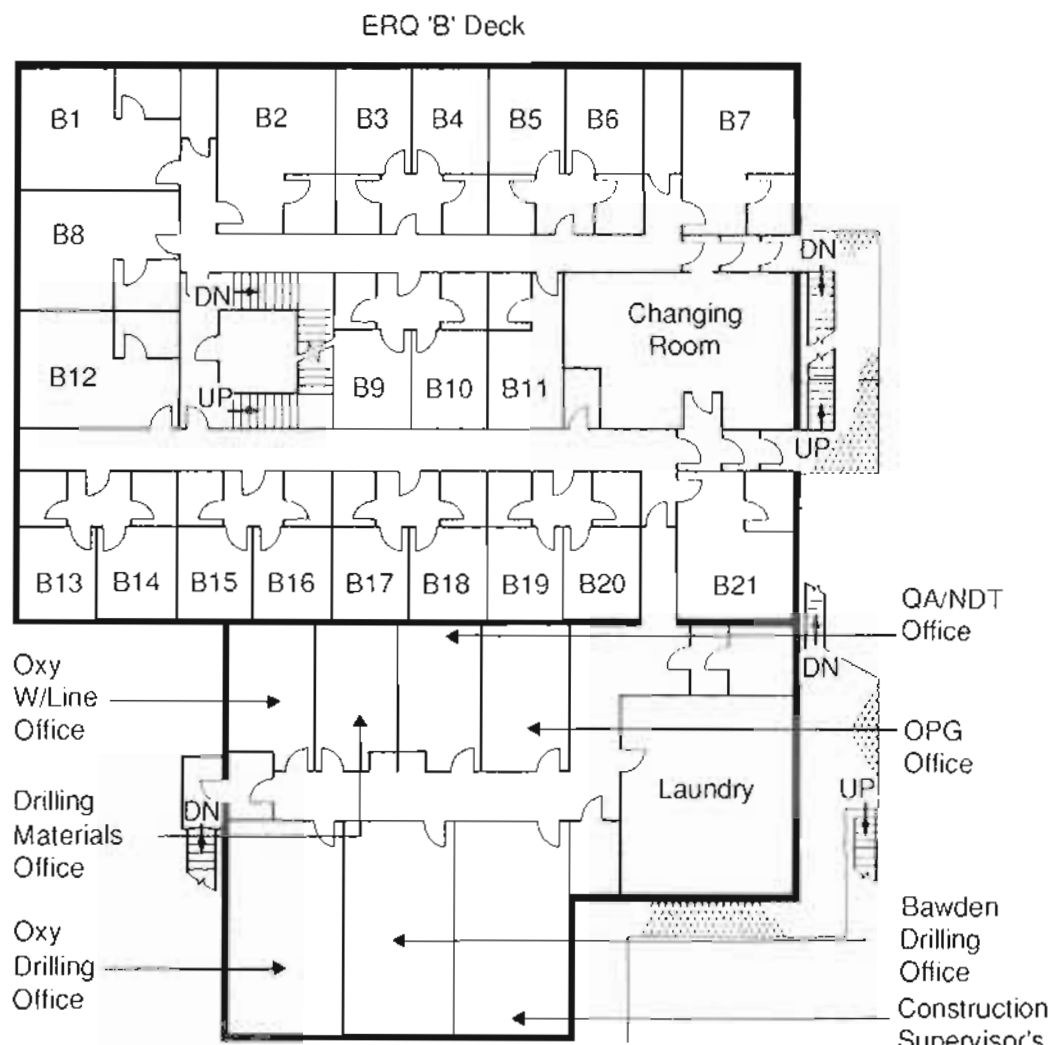 ERQ 'B' Deck
B1
B2
B3
B4
B5
B6
B7
B8
DN
DN
Changing
Room
B12
UP
B9
B10
B11
UP
B13
B14
B15
B16
B17
B18
B19
B20
B21
QA/NDT
Office
DN
Oxy
W/Line
Office
OPG
Office
Laundry
UP
DN
Drilling
Materials
Office
Oxy
Drilling
Office
Bawden
Drilling
Office
Construction
Supervisor's